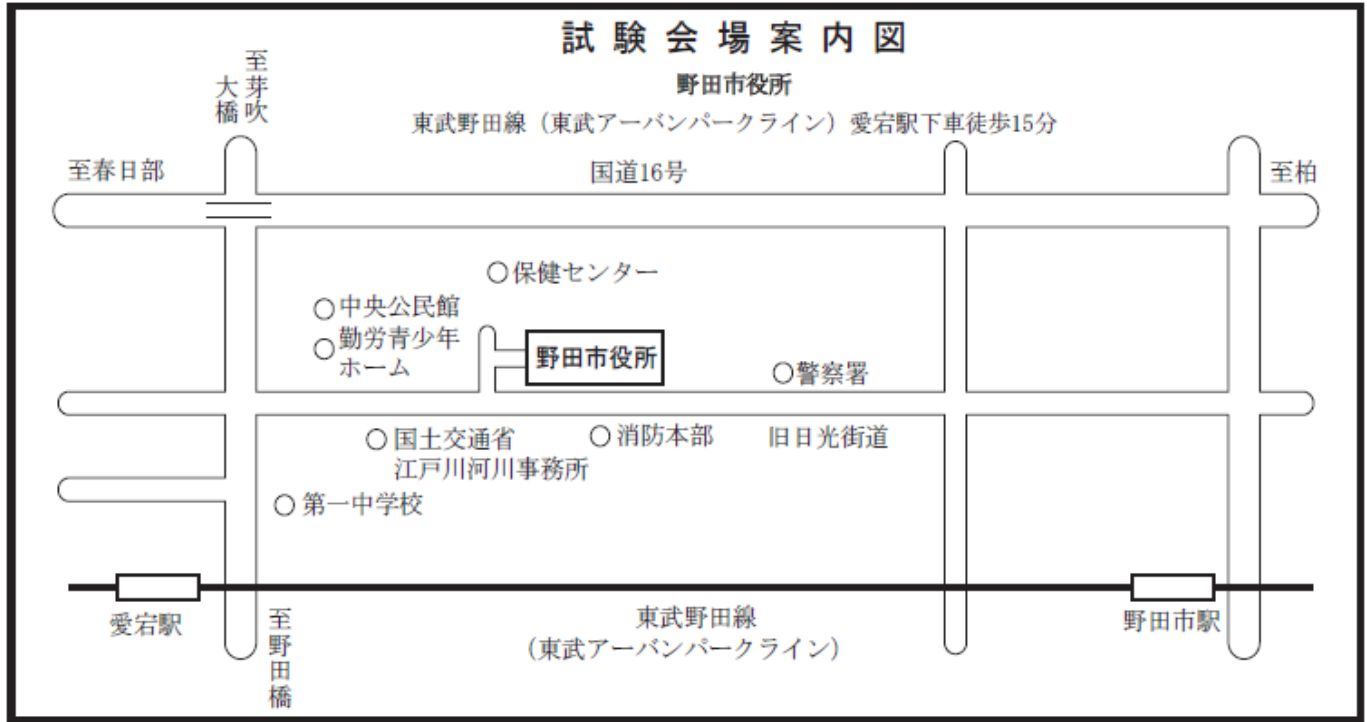 試験会場案内図
野田市役所
東武野田線（東武アーバンパークライン）愛宕駅下車徒歩15分
至芽吹
大橋
至春日部
国道16号
至柏
保健センター
中央公民館
勤労青少年
ホーム
野田市役所
警察署
国土交通省
江戸川河川事務所
消防本部
旧日光街道
第一中学校
愛宕駅
至野田橋
東武野田線
（東武アーバンパークライン）
野田市駅